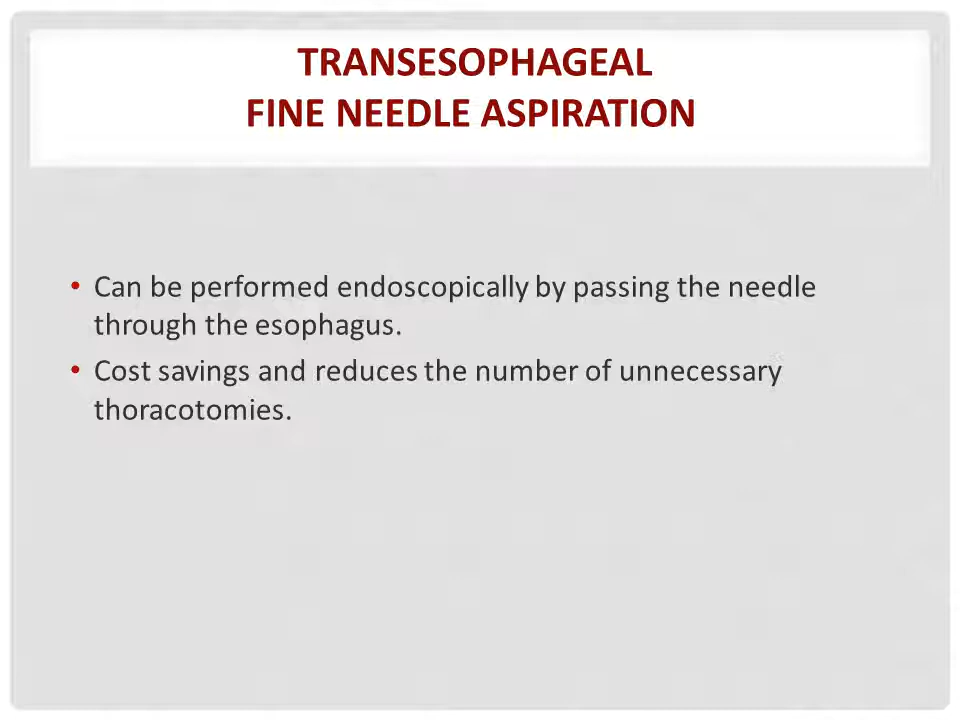 TRANSESOPHAGEAL
FINE NEEDLE ASPIRATION
• Can be performed endoscopically by passing the needle
through the esophagus.
• Cost savings and reduces the number of unnecessary
thoracotomies.